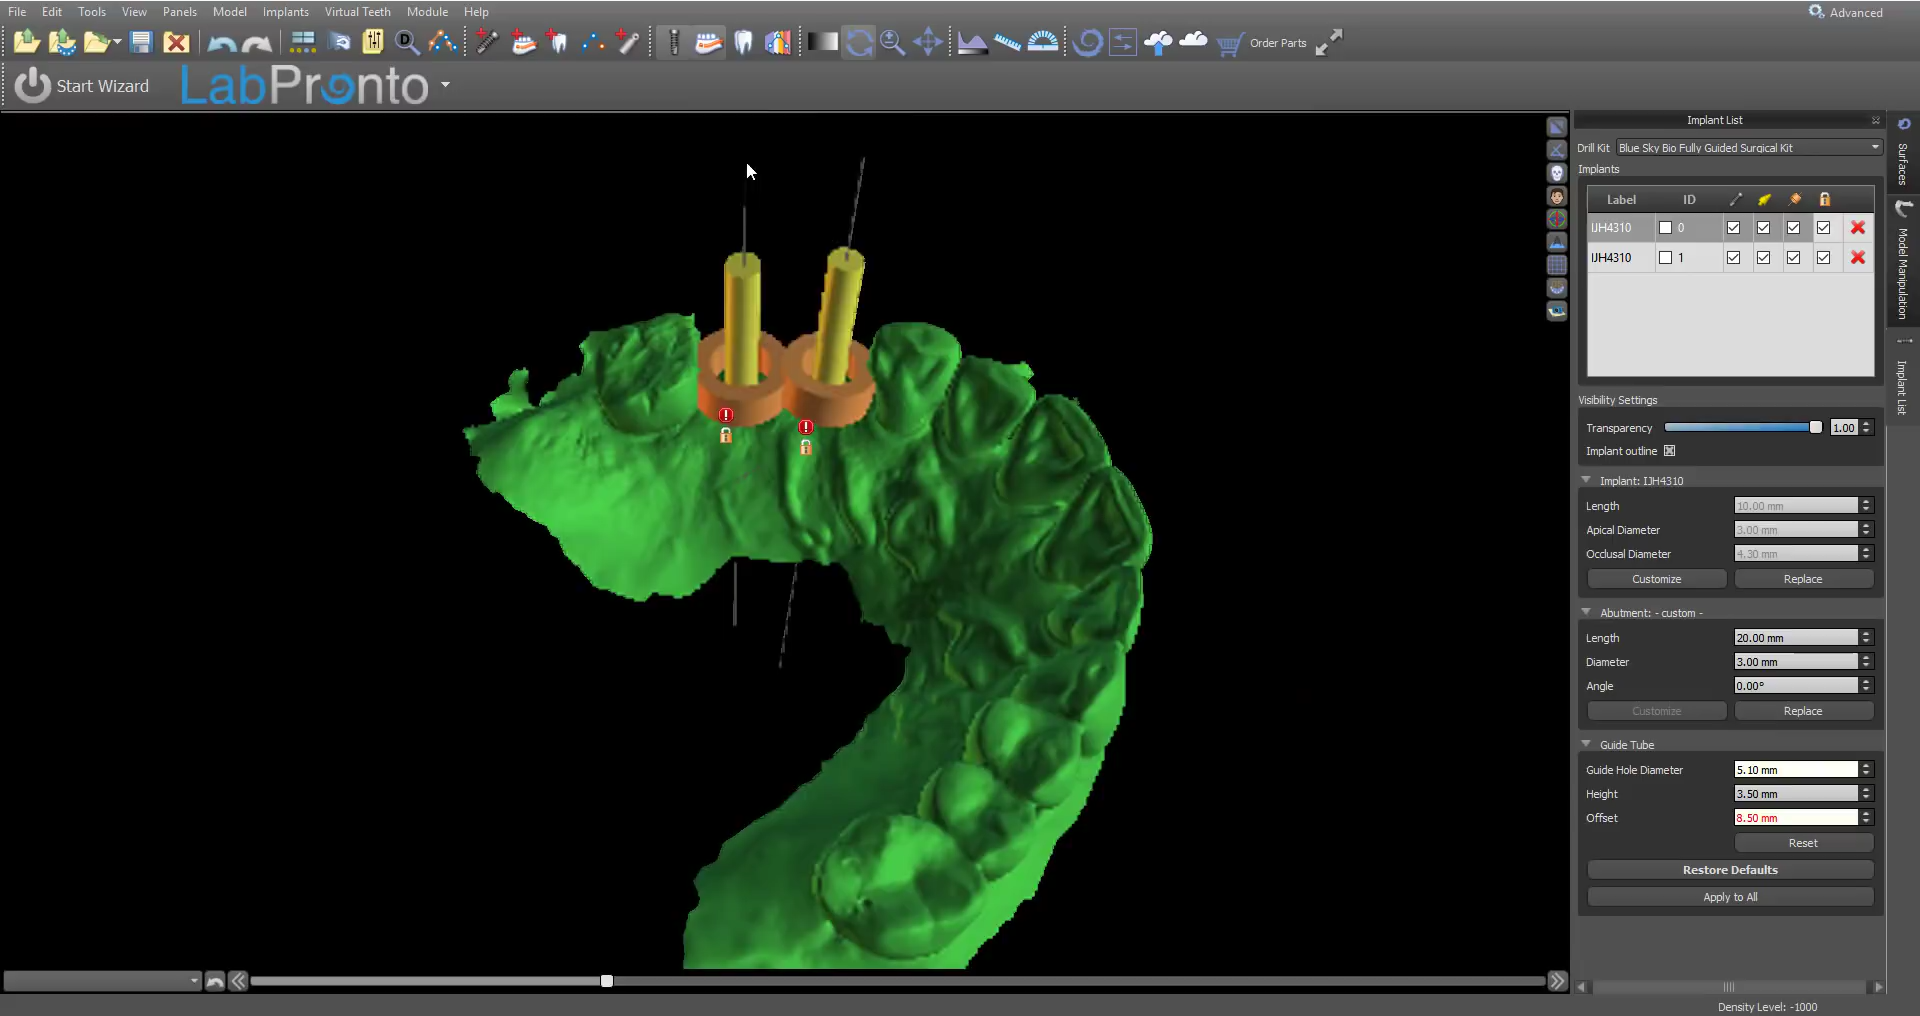 File Edit Tools View Panels Model Implants Virtual Teeth Module Help
Advanced
D
Order Parts
Start Wizard
LabPronto
Implant List
Drill Kit Blue Sky Bio Fully Guided Surgical Kit
Implants
Label ID
IJH4310 0
IJH4310 1
Visibility Settings
Transparency 1.00
Implant outline
Implant: IJH4310
Length 10.00 mm
Apical Diameter 3.00 mm
Occlusal Diameter 4.30 mm
Customize Replace
Abutment: - custom -
Length 20.00 mm
Diameter 3.00 mm
Angle 0.00°
Customize Replace
Guide Tube
Guide Hole Diameter 5.10 mm
Height 3.50 mm
Offset 8.50 mm
Reset
Restore Defaults
Apply to All
Surfaces
Model Manipulation
Implant List
Density Level: -1000